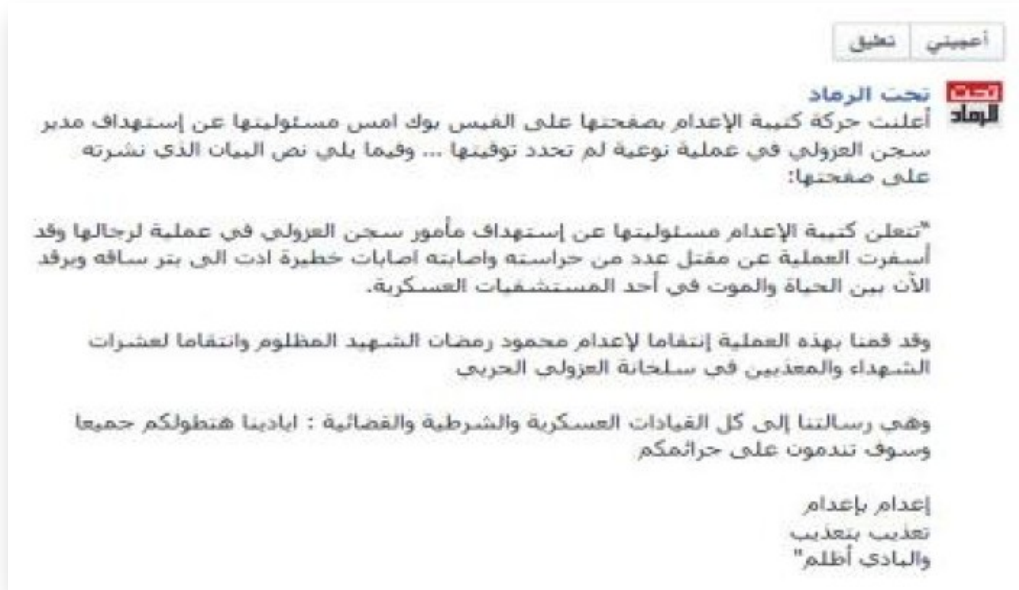 أعجبني تعليق
تحت الرماد
تحت
الرماد
أعلنت حركة كتيبة الإعدام بصفحتها على الفيس بوك امس مسئوليتها عن إستهداف مدير
سجن العزولي في عملية نوعية لم تحدد توقيتها ... وفيما يلي نص البيان الذي نشرته
على صفحتها:
"تتعلن كتيبة الإعدام مسئوليتها عن إستهداف مأمور سجن العزولي في عملية لرجالها وقد
أسفرت العملية عن مقتل عدد من حراسته واصابته اصابات خطيرة ادت الى بتر ساقه ويرقد
الآن بين الحياة والموت في أحد المستشفيات العسكرية.
وقد قمنا بهذه العملية إنتقاما لإعدام محمود رمضان الشهيد المظلوم وانتقاما لعشرات
الشهداء والمعذبين في سلخانة العزولي الحربي
وهي رسالتنا إلى كل القيادات العسكرية والشرطية والقضائية : ايادينا هتطولكم جميعا
وسوف تندمون على جرائمكم
إعدام بإعدام
تعذيب بتعذيب
والبادي أظلم"